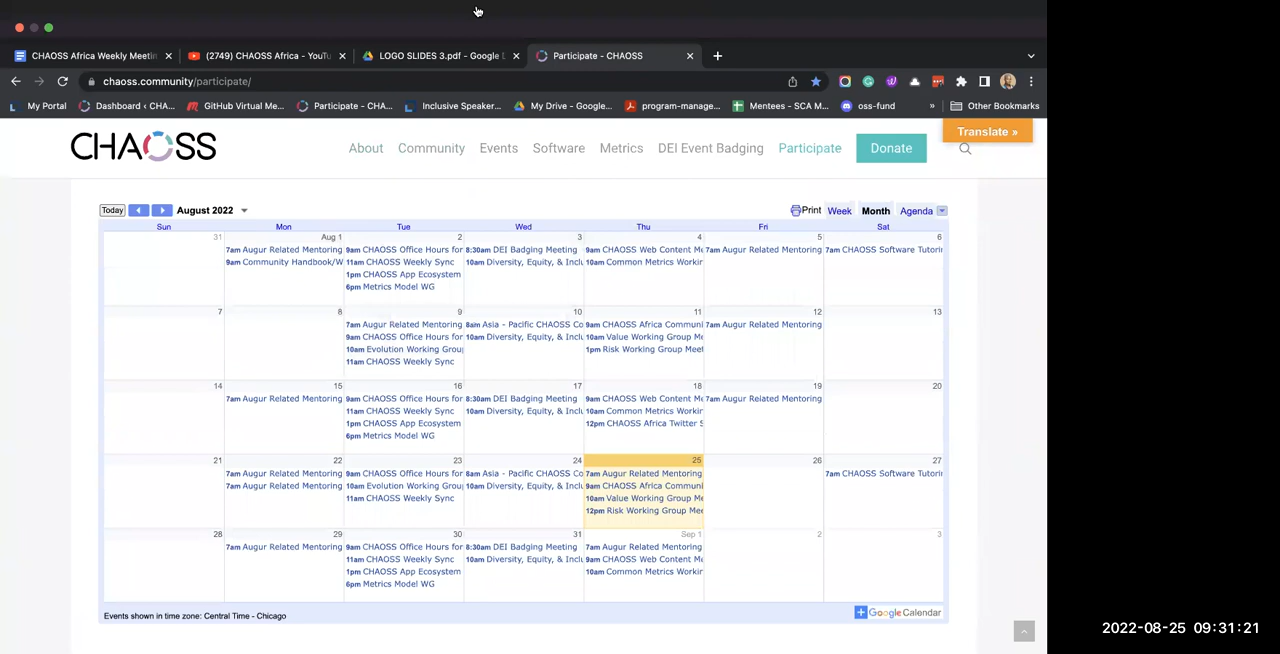 CHAOSS Africa Weekly Meetin
(2749) CHAOSS Africa - YouTu
LOGO SLIDES 3.pdf - Google D
Participate - CHAOSS
chaoss.community/participate/
My Portal
Dashboard ‹ CHA...
GitHub Virtual Me...
Participate - CHA...
Inclusive Speaker...
My Drive - Google...
program-manage...
Mentees - SCA M...
oss-fund
»
Other Bookmarks
CHAOSS
About
Community
Events
Software
Metrics
DEI Event Badging
Participate
Donate
Translate »
Today
August 2022
Print
Week
Month
Agenda
Sun Mon Tue Wed Thu Fri Sat
31
Aug 1
7am Augur Related Mentoring
9am Community Handbook/W
2
9am CHAOSS Office Hours for
11am CHAOSS Weekly Sync
1pm CHAOSS App Ecosystem
6pm Metrics Model WG
3
8:30am DEI Badging Meeting
10am Diversity, Equity, & Inclu
4
9am CHAOSS Web Content Me
10am Common Metrics Workin
5
7am Augur Related Mentoring
6
7am CHAOSS Software Tutorin
7
8
9
7am Augur Related Mentoring
9am CHAOSS Office Hours for
10am Evolution Working Group
11am CHAOSS Weekly Sync
10
8am Asia - Pacific CHAOSS Co
10am Diversity, Equity, & Inclu
11
9am CHAOSS Africa Communi
10am Value Working Group Me
1pm Risk Working Group Meet
12
7am Augur Related Mentoring
13
14
15
7am Augur Related Mentoring
16
9am CHAOSS Office Hours for
11am CHAOSS Weekly Sync
1pm CHAOSS App Ecosystem
6pm Metrics Model WG
17
8:30am DEI Badging Meeting
10am Diversity, Equity, & Inclu
18
9am CHAOSS Web Content Me
10am Common Metrics Workin
12pm CHAOSS Africa Twitter S
19
7am Augur Related Mentoring
20
21
22
7am Augur Related Mentoring
7am Augur Related Mentoring
23
9am CHAOSS Office Hours for
10am Evolution Working Group
11am CHAOSS Weekly Sync
24
8am Asia - Pacific CHAOSS Co
10am Diversity, Equity, & Inclu
25
7am Augur Related Mentoring
9am CHAOSS Africa Communi
10am Value Working Group Me
12pm Risk Working Group Mee
26
27
7am CHAOSS Software Tutorin
28
29
7am Augur Related Mentoring
30
9am CHAOSS Office Hours for
11am CHAOSS Weekly Sync
1pm CHAOSS App Ecosystem
6pm Metrics Model WG
31
8:30am DEI Badging Meeting
10am Diversity, Equity, & Inclu
Sep 1
7am Augur Related Mentoring
9am CHAOSS Web Content Me
10am Common Metrics Workin
2
3
Events shown in time zone: Central Time - Chicago
Google Calendar
2022-08-25 09:31:21